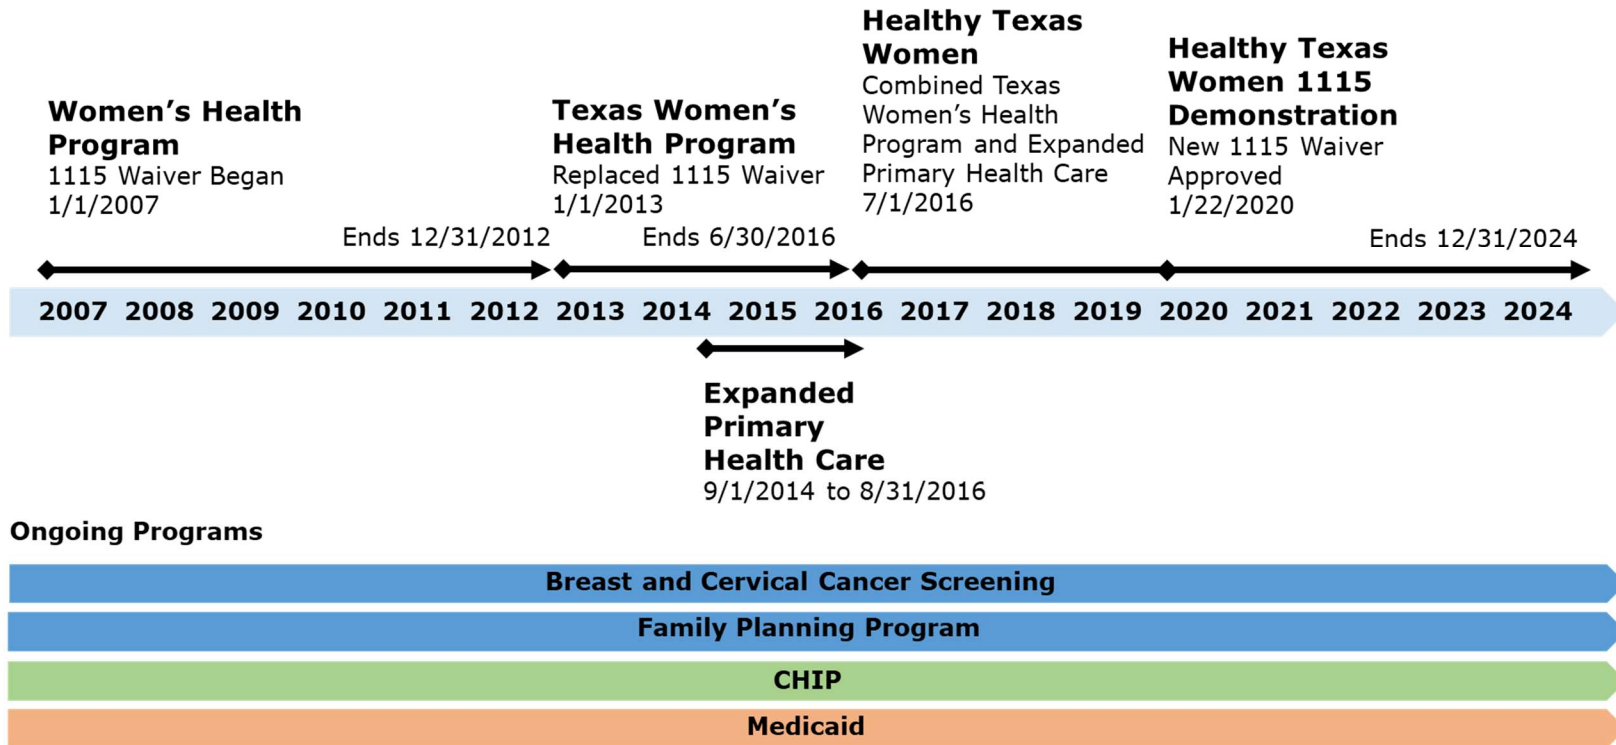 Women's Health
Program
1115 Waiver Began
1/1/2007
Ends 12/31/2012
Texas Women's
Health Program
Replaced 1115 Waiver
1/1/2013
Ends 6/30/2016
Healthy Texas
Women
Combined Texas
Women's Health
Program and Expanded
Primary Health Care
7/1/2016
Healthy Texas
Women 1115
Demonstration
New 1115 Waiver
Approved
1/22/2020
Ends 12/31/2024
2007 2008 2009 2010 2011 2012 2013 2014 2015 2016 2017 2018 2019 2020 2021 2022 2023 2024
Expanded
Primary
Health Care
9/1/2014 to 8/31/2016
Ongoing Programs
Breast and Cervical Cancer Screening
Family Planning Program
CHIP
Medicaid